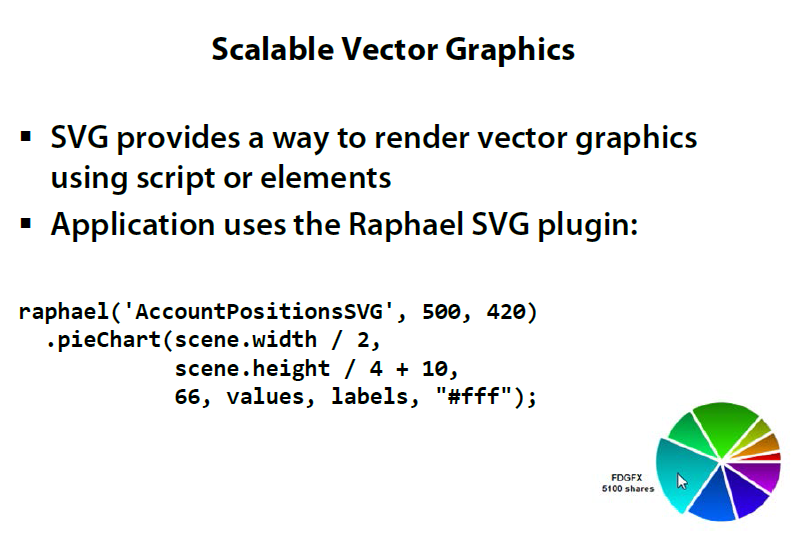 Scalable Vector Graphics
▪ SVG provides a way to render vector graphics
using script or elements
▪ Application uses the Raphael SVG plugin:
raphael('AccountPositionsSVG', 500, 420)
.pieChart(scene.width / 2,
scene.height / 4 + 10,
66, values, labels, "#fff");
FDGFX
5100 shares